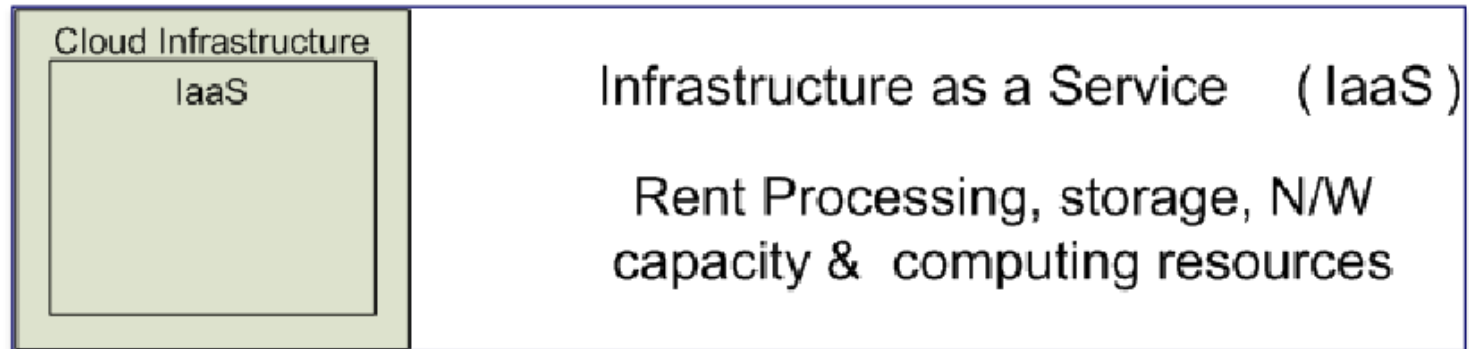 Cloud Infrastructure
IaaS
Infrastructure as a Service ( IaaS )
Rent Processing, storage, N/W
capacity & computing resources